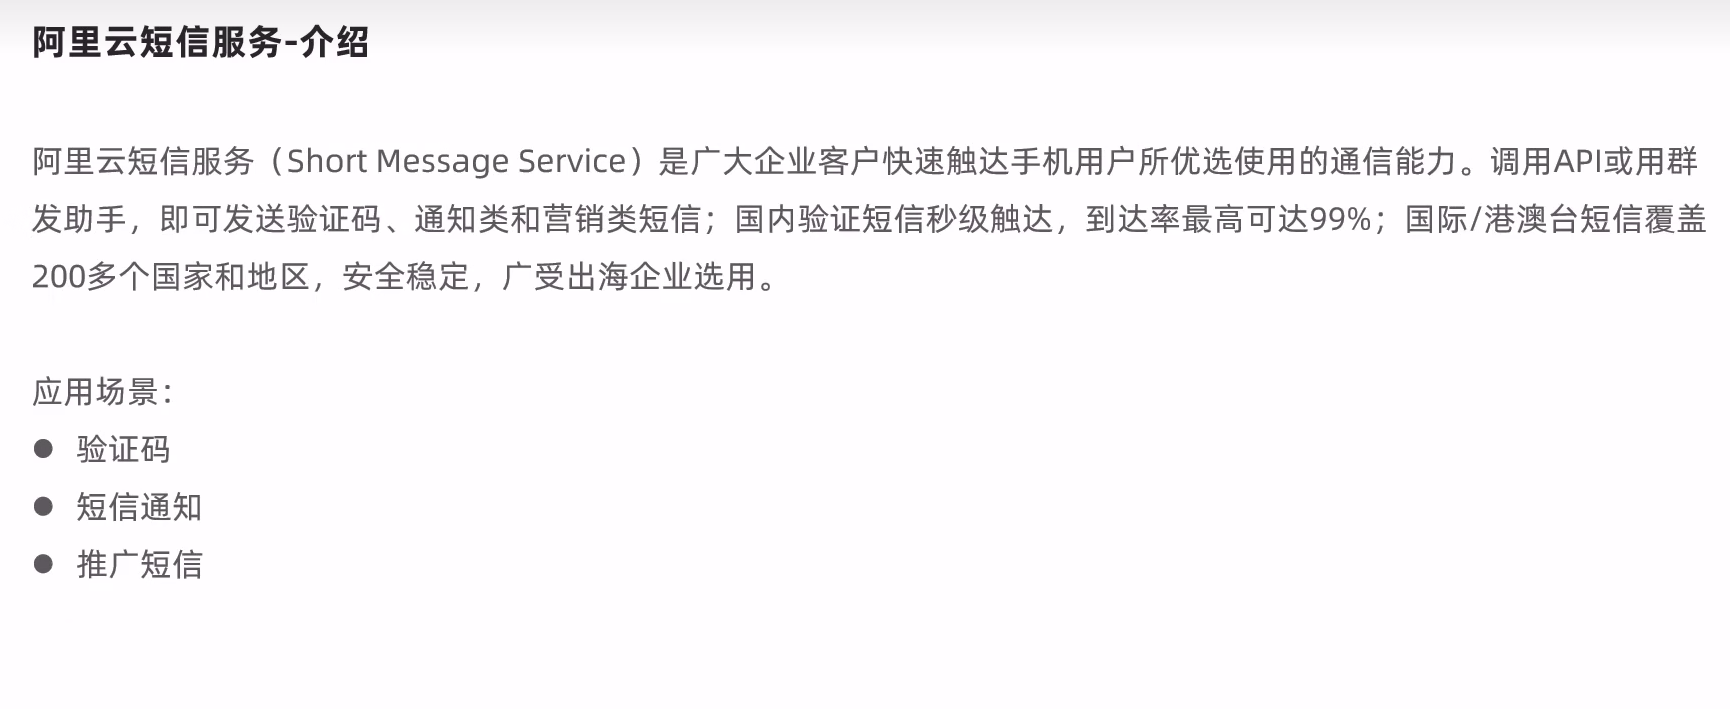 阿里云短信服务-介绍
阿里云短信服务（Short Message Service）是广大企业客户快速触达手机用户所优选使用的通信能力。调用API或用群
发助手，即可发送验证码、通知类和营销类短信；国内验证短信秒级触达，到达率最高可达99%；国际/港澳台短信覆盖
200多个国家和地区，安全稳定，广受出海企业选用。
应用场景：
● 验证码
● 短信通知
● 推广短信